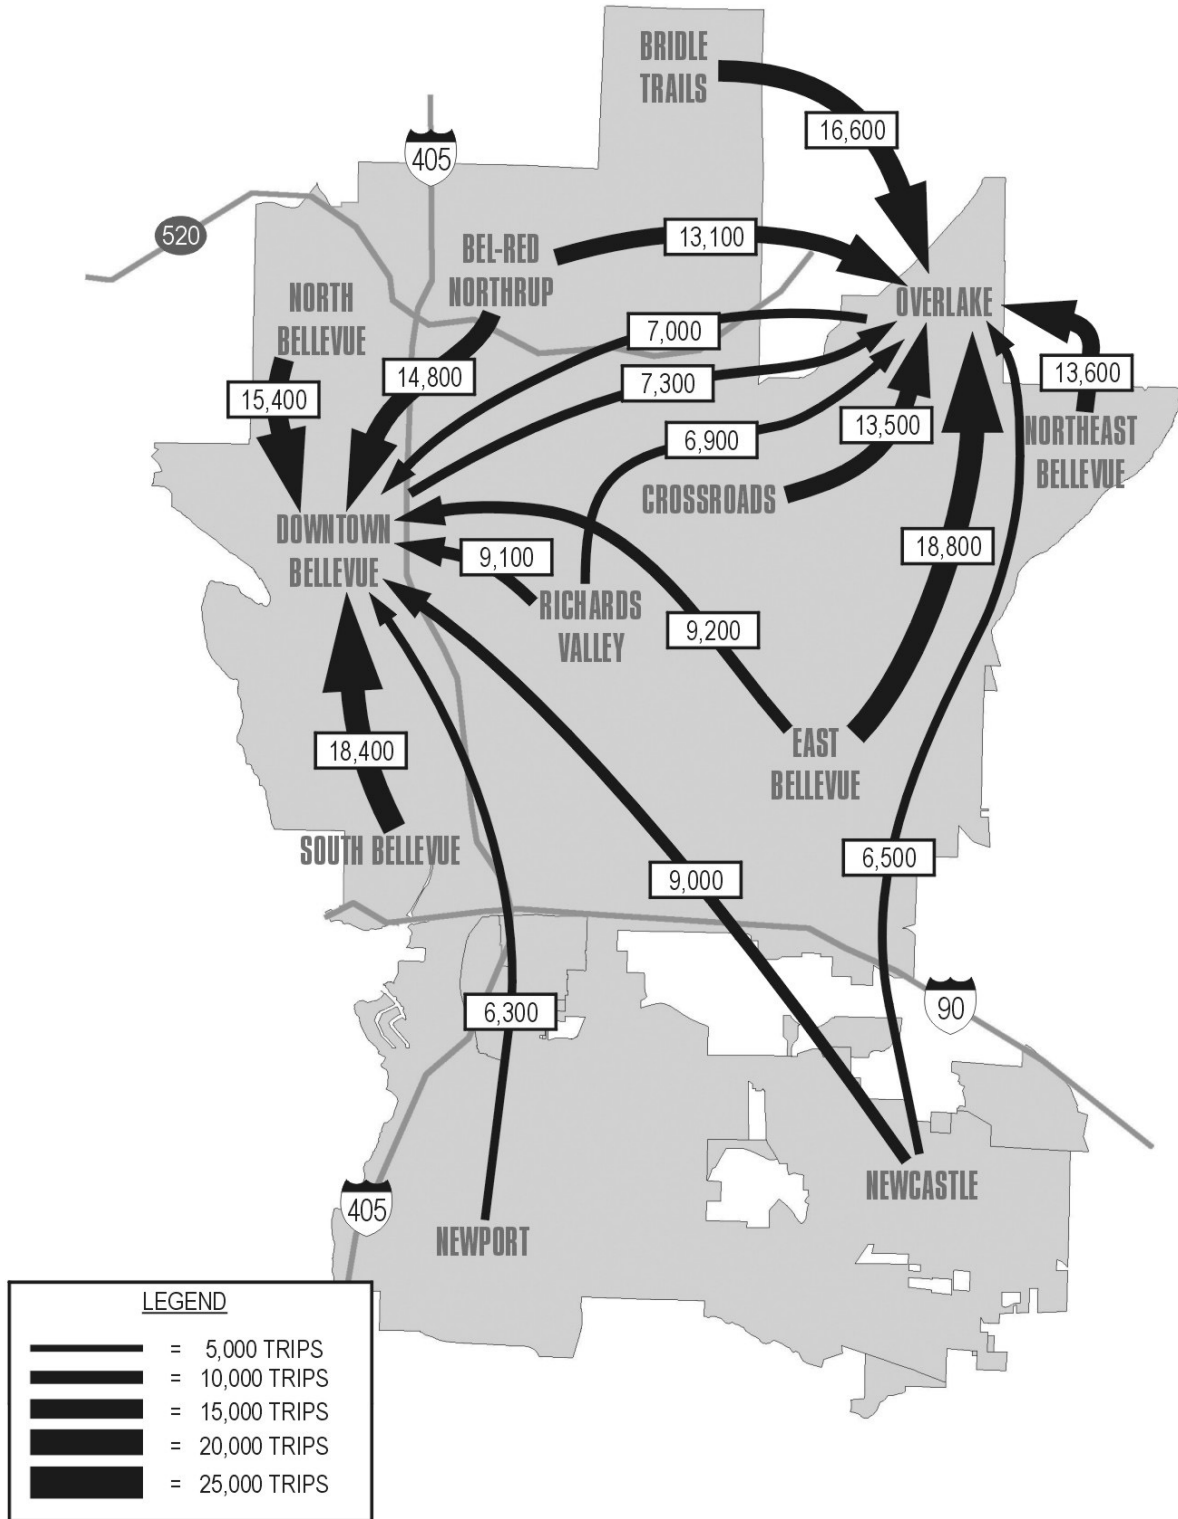 BRIDLE
TRAILS
16,600
405
520
BEL-RED
NORTHRUP
13,100
NORTH
BELLEVUE
OVERLAKE
7,000
14,800
7,300
13,600
15,400
6,900
13,500
NORTHEAST
BELLEVUE
CROSSROADS
DOWNTOWN
BELLEVUE
18,800
9,100
RICHARDS
VALLEY
9,200
EAST
BELLEVUE
18,400
SOUTH BELLEVUE
6,500
9,000
6,300
90
NEWCASTLE
405
NEWPORT
LEGEND
= 5,000 TRIPS
= 10,000 TRIPS
= 15,000 TRIPS
= 20,000 TRIPS
= 25,000 TRIPS